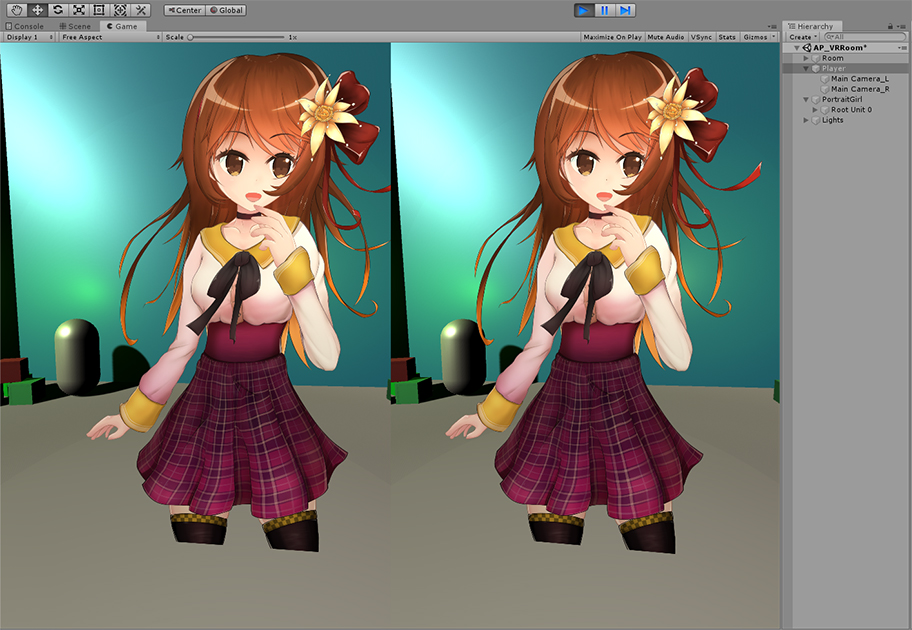 Center Global
Console Scene Game Hierarchy
Display 1 Free Aspect Scale 1x Maximize On Play Mute Audio VSync Stats Gizmos Create All
AP_VRRoom*
Room
Player
Main Camera_L
Main Camera_R
PortraitGirl
Root Unit 0
Lights